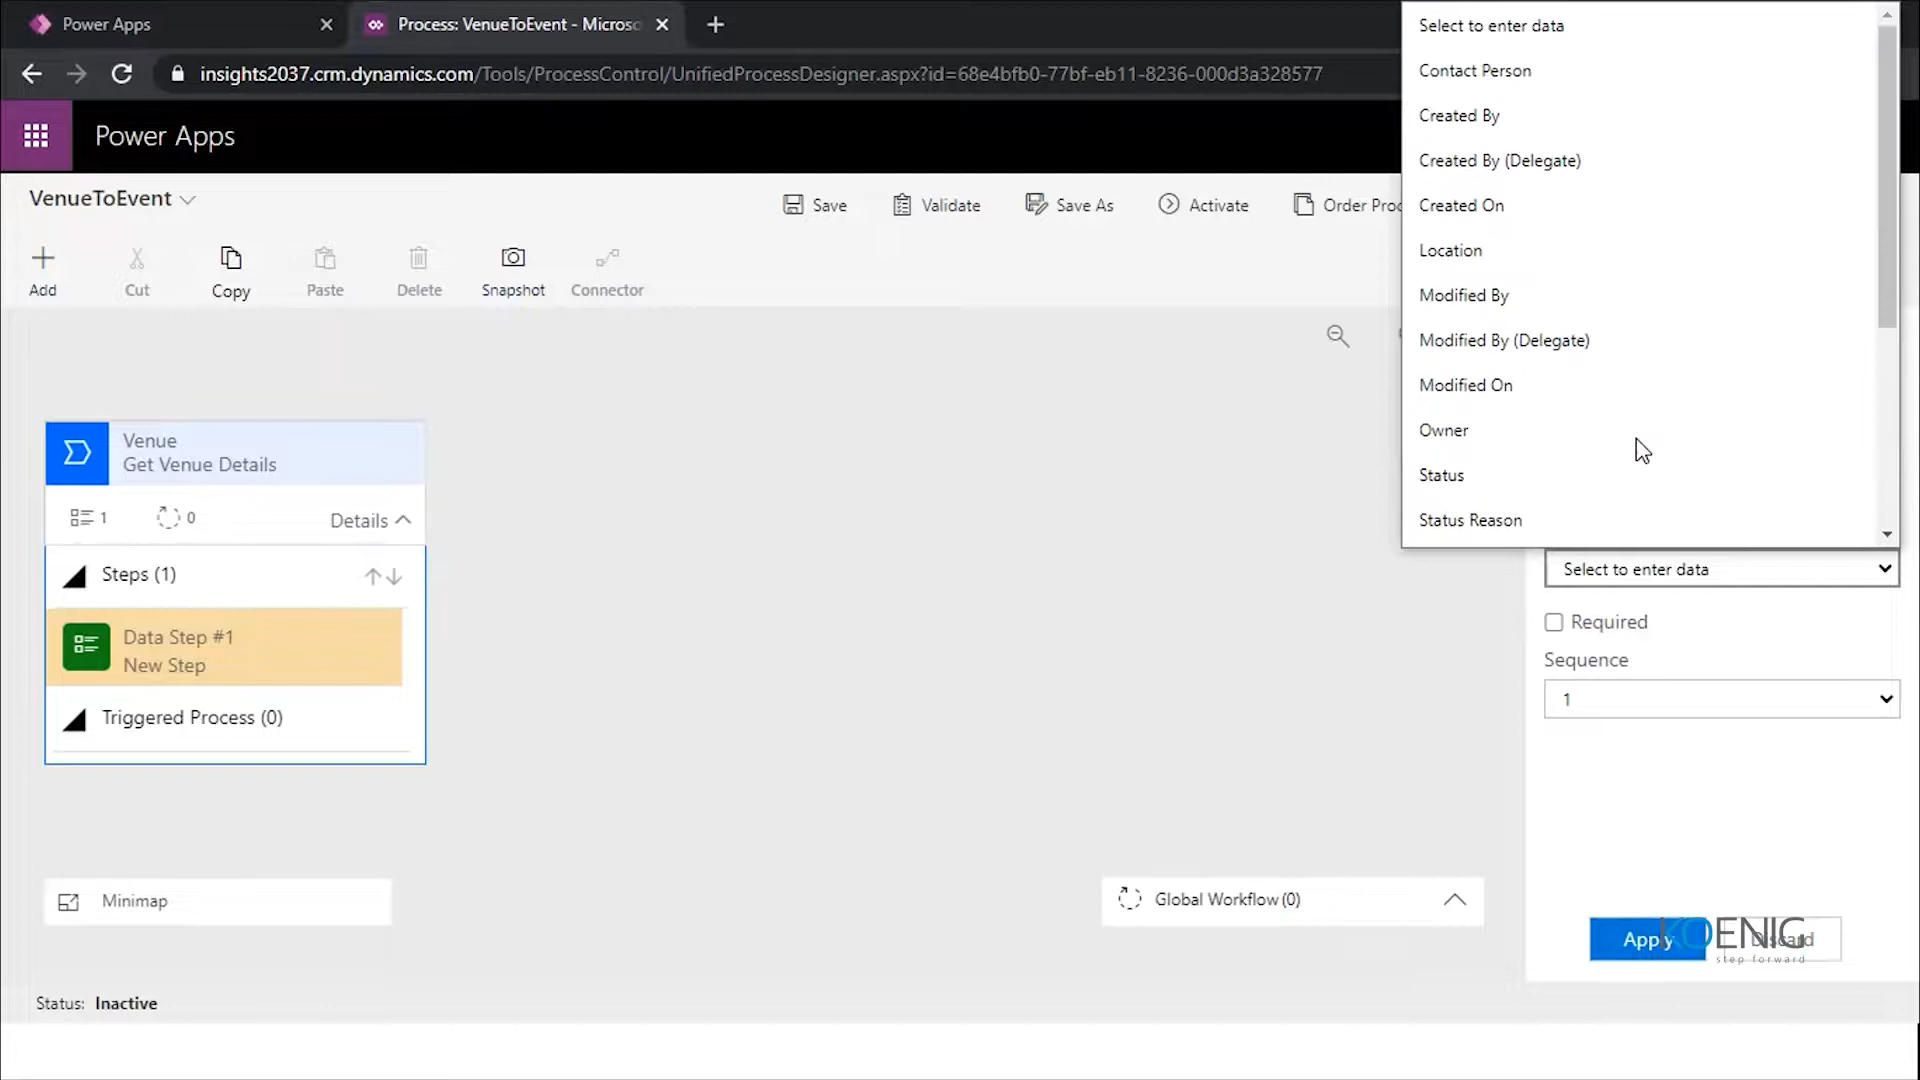 Power Apps
Process: VenueToEvent - Microso
insights2037.crm.dynamics.com/Tools/ProcessControl/UnifiedProcessDesigner.aspx?id=68e4bfb0-77bf-eb11-8236-000d3a328577
Power Apps
VenueToEvent
Save
Validate
Save As
Activate
Order Proc
Add
Cut
Copy
Paste
Delete
Snapshot
Connector
Select to enter data
Contact Person
Created By
Created By (Delegate)
Created On
Location
Modified By
Modified By (Delegate)
Modified On
Owner
Status
Status Reason
Select to enter data
Required
Sequence
1
Venue
Get Venue Details
1
0
Details
Steps (1)
Data Step #1
New Step
Triggered Process (0)
Minimap
Global Workflow (0)
Apply
Discard
KOENIG
step forward
Status: Inactive